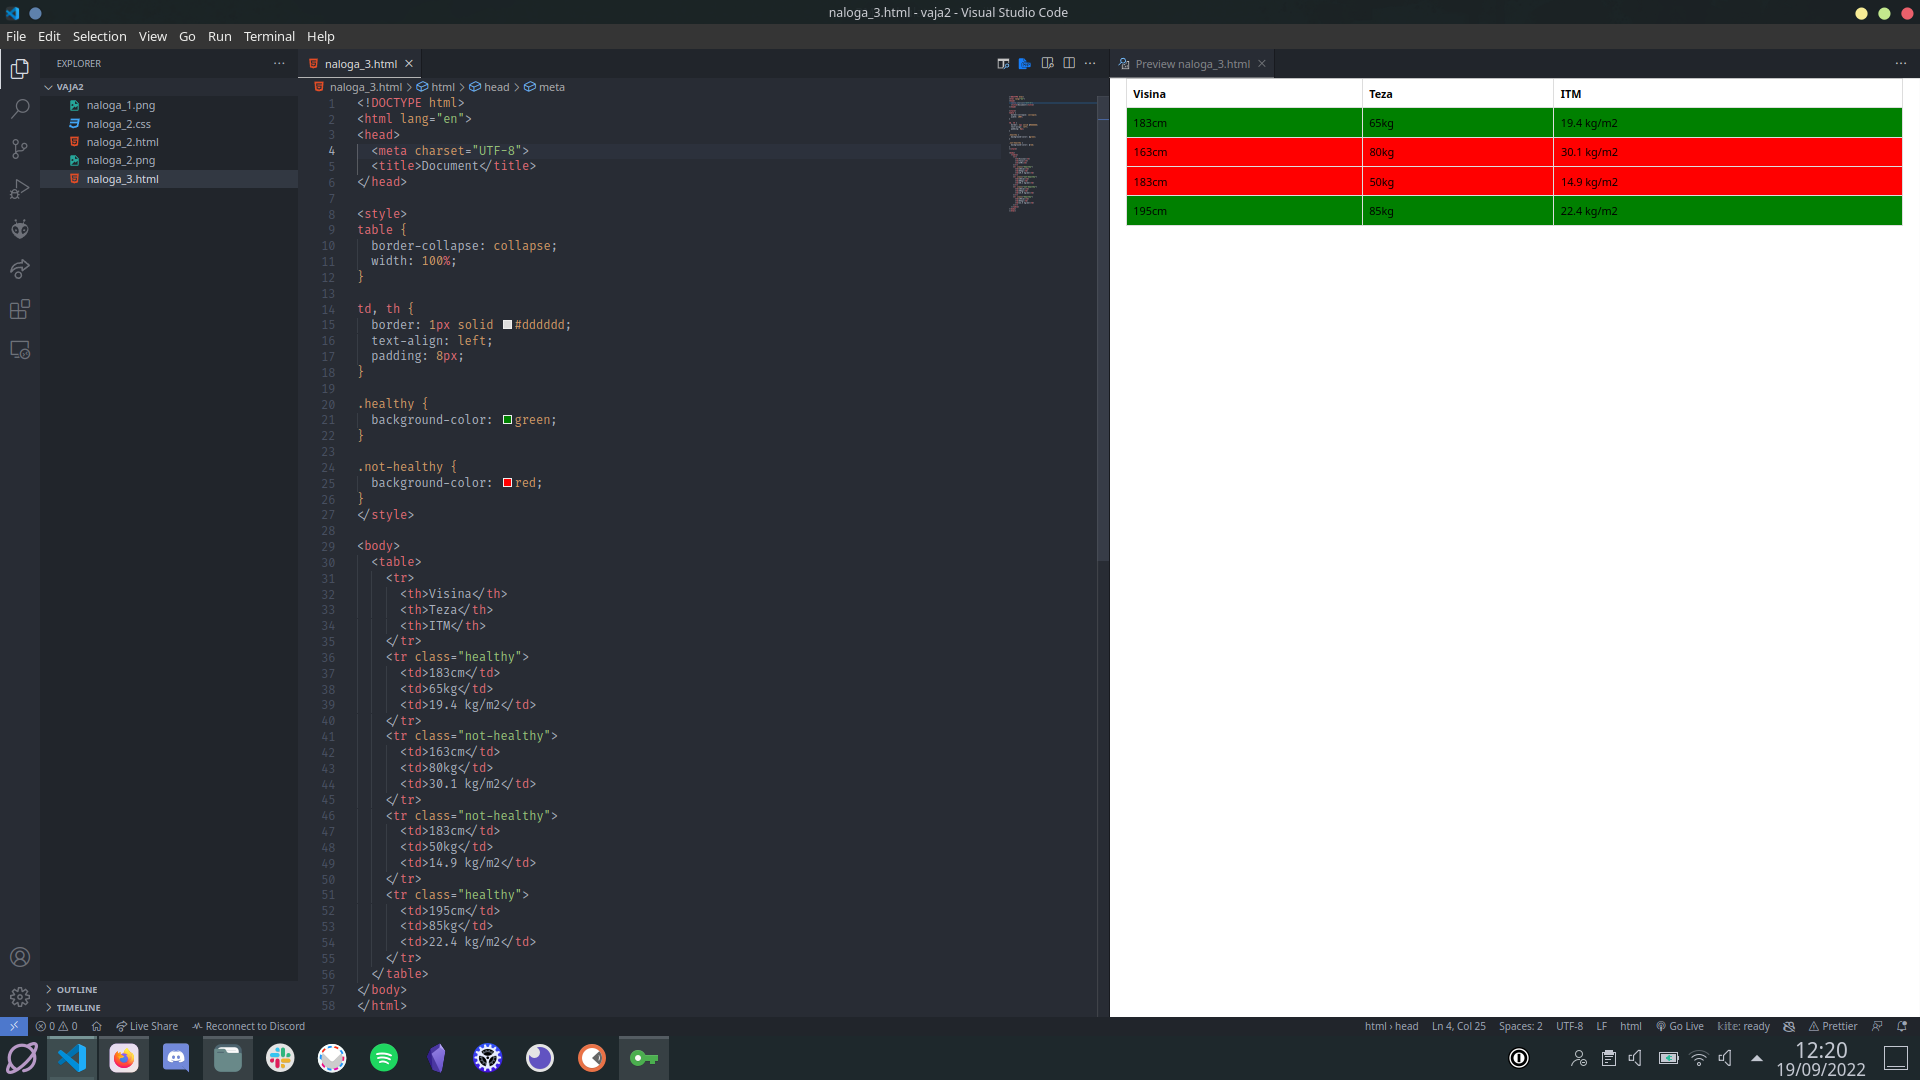 naloga_3.html - vaja2 - Visual Studio Code
File Edit Selection View Go Run Terminal Help
EXPLORER
VAJA2
naloga_1.png
naloga_2.css
naloga_2.html
naloga_2.png
naloga_3.html
OUTLINE
TIMELINE
naloga_3.html
naloga_3.html > html > head > meta
1 <!DOCTYPE html>
2 <html lang="en">
3 <head>
4 <meta charset="UTF-8">
5 <title>Document</title>
6 </head>
7
8 <style>
9 table {
10 border-collapse: collapse;
11 width: 100%;
12 }
13
14 td, th {
15 border: 1px solid #dddddd;
16 text-align: left;
17 padding: 8px;
18 }
19
20 .healthy {
21 background-color: green;
22 }
23
24 .not-healthy {
25 background-color: red;
26 }
27 </style>
28
29 <body>
30 <table>
31 <tr>
32 <th>Visina</th>
33 <th>Teza</th>
34 <th>ITM</th>
35 </tr>
36 <tr class="healthy">
37 <td>183cm</td>
38 <td>65kg</td>
39 <td>19.4 kg/m2</td>
40 </tr>
41 <tr class="not-healthy">
42 <td>163cm</td>
43 <td>80kg</td>
44 <td>30.1 kg/m2</td>
45 </tr>
46 <tr class="not-healthy">
47 <td>183cm</td>
48 <td>50kg</td>
49 <td>14.9 kg/m2</td>
50 </tr>
51 <tr class="healthy">
52 <td>195cm</td>
53 <td>85kg</td>
54 <td>22.4 kg/m2</td>
55 </tr>
56 </table>
57 </body>
58 </html>
Preview naloga_3.html
Visina Teza ITM
183cm 65kg 19.4 kg/m2
163cm 80kg 30.1 kg/m2
183cm 50kg 14.9 kg/m2
195cm 85kg 22.4 kg/m2
0 0 Live Share Reconnect to Discord html › head Ln 4, Col 25 Spaces: 2 UTF-8 LF html Go Live kite: ready Prettier
12:20
19/09/2022